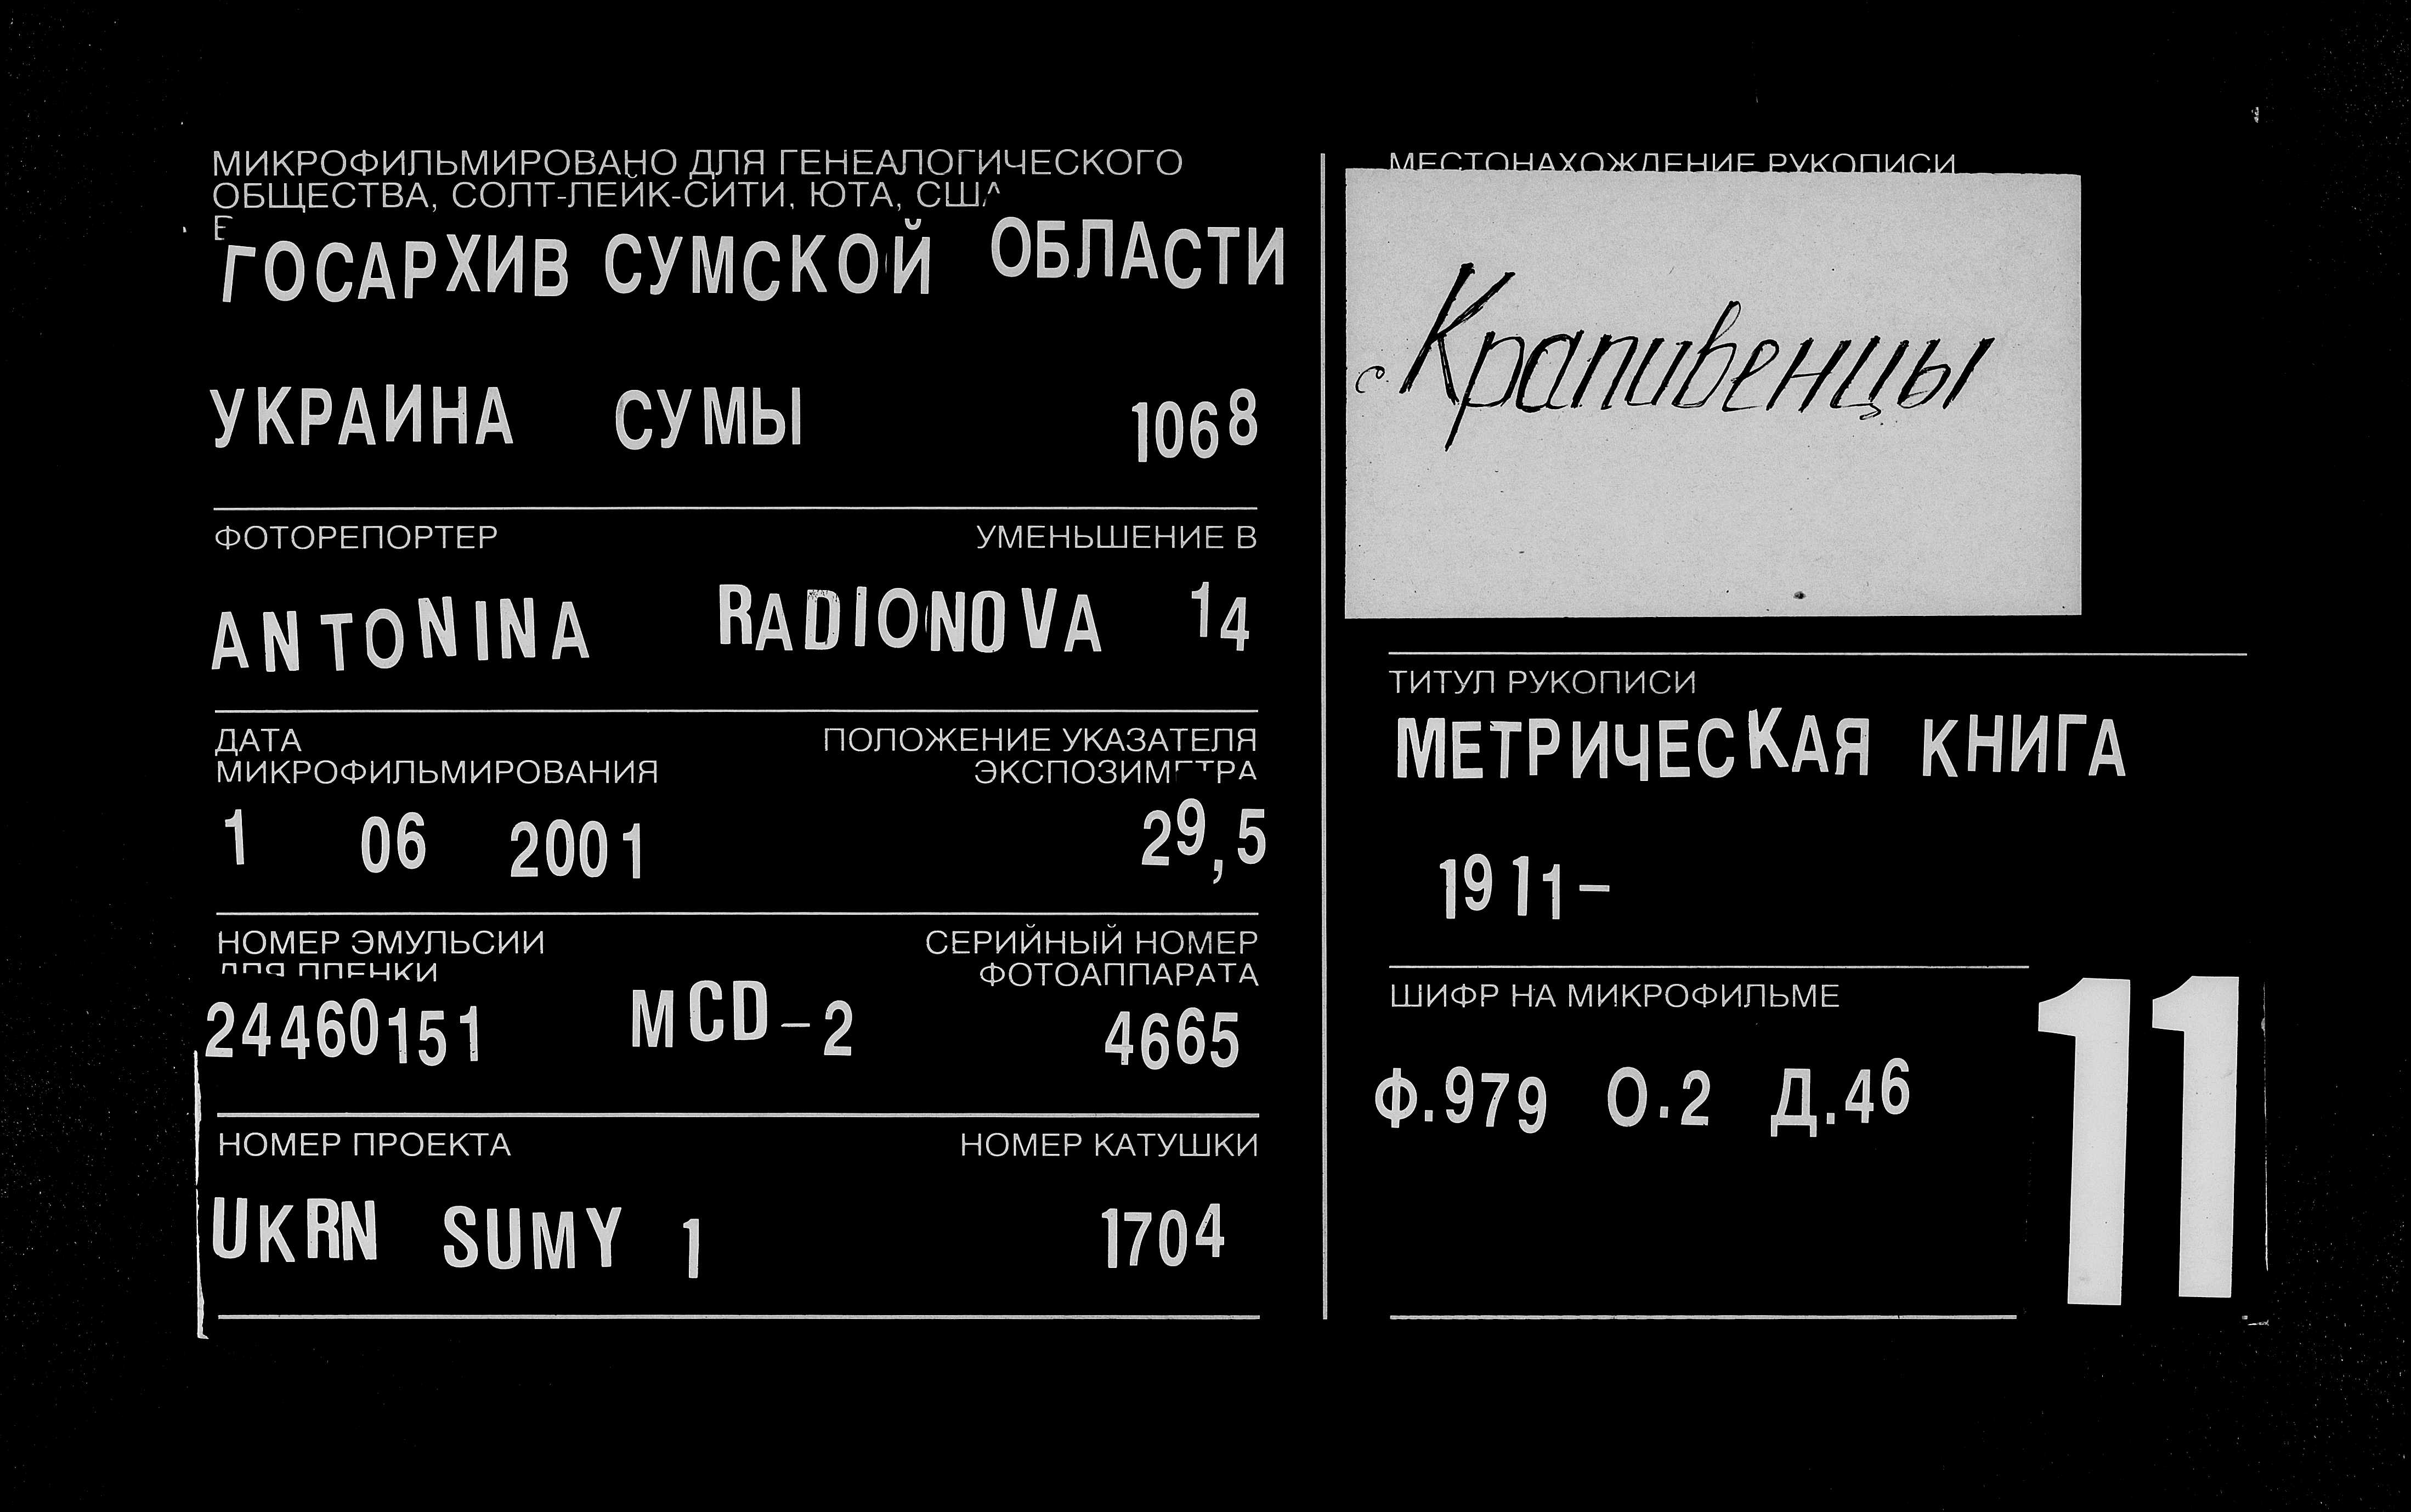 МИКРОФИЛЬМИРОВАНО ДЛЯ ГЕНЕАЛОГИЧЕСКОГО
ОБЩЕСТВА, СОЛТ-ЛЕЙК-СИТИ, ЮТА, США
В
ГОСАРХИВ СУМСКОЙ ОБЛАСТИ
УКРАИНА СУМЫ 1068
ФОТОРЕПОРТЕР УМЕНЬШЕНИЕ В
ANTONINA RADIONOVA 14
ДАТА
МИКРОФИЛЬМИРОВАНИЯ
ПОЛОЖЕНИЕ УКАЗАТЕЛЯ
ЭКСПОЗИМЕТРА
1 06 2001 29,5
НОМЕР ЭМУЛЬСИИ
ДЛЯ ПЛЕНКИ
СЕРИЙНЫЙ НОМЕР
ФОТОАППАРАТА
24460151 MCD-2 4665
НОМЕР ПРОЕКТА НОМЕР КАТУШКИ
UKRN SUMY 1 1704
МЕСТОНАХОЖДЕНИЕ РУКОПИСИ
с. Крапивенцы
ТИТУЛ РУКОПИСИ
МЕТРИЧЕСКАЯ КНИГА
1911-
ШИФР НА МИКРОФИЛЬМЕ
Ф.979 О.2 Д.46
11